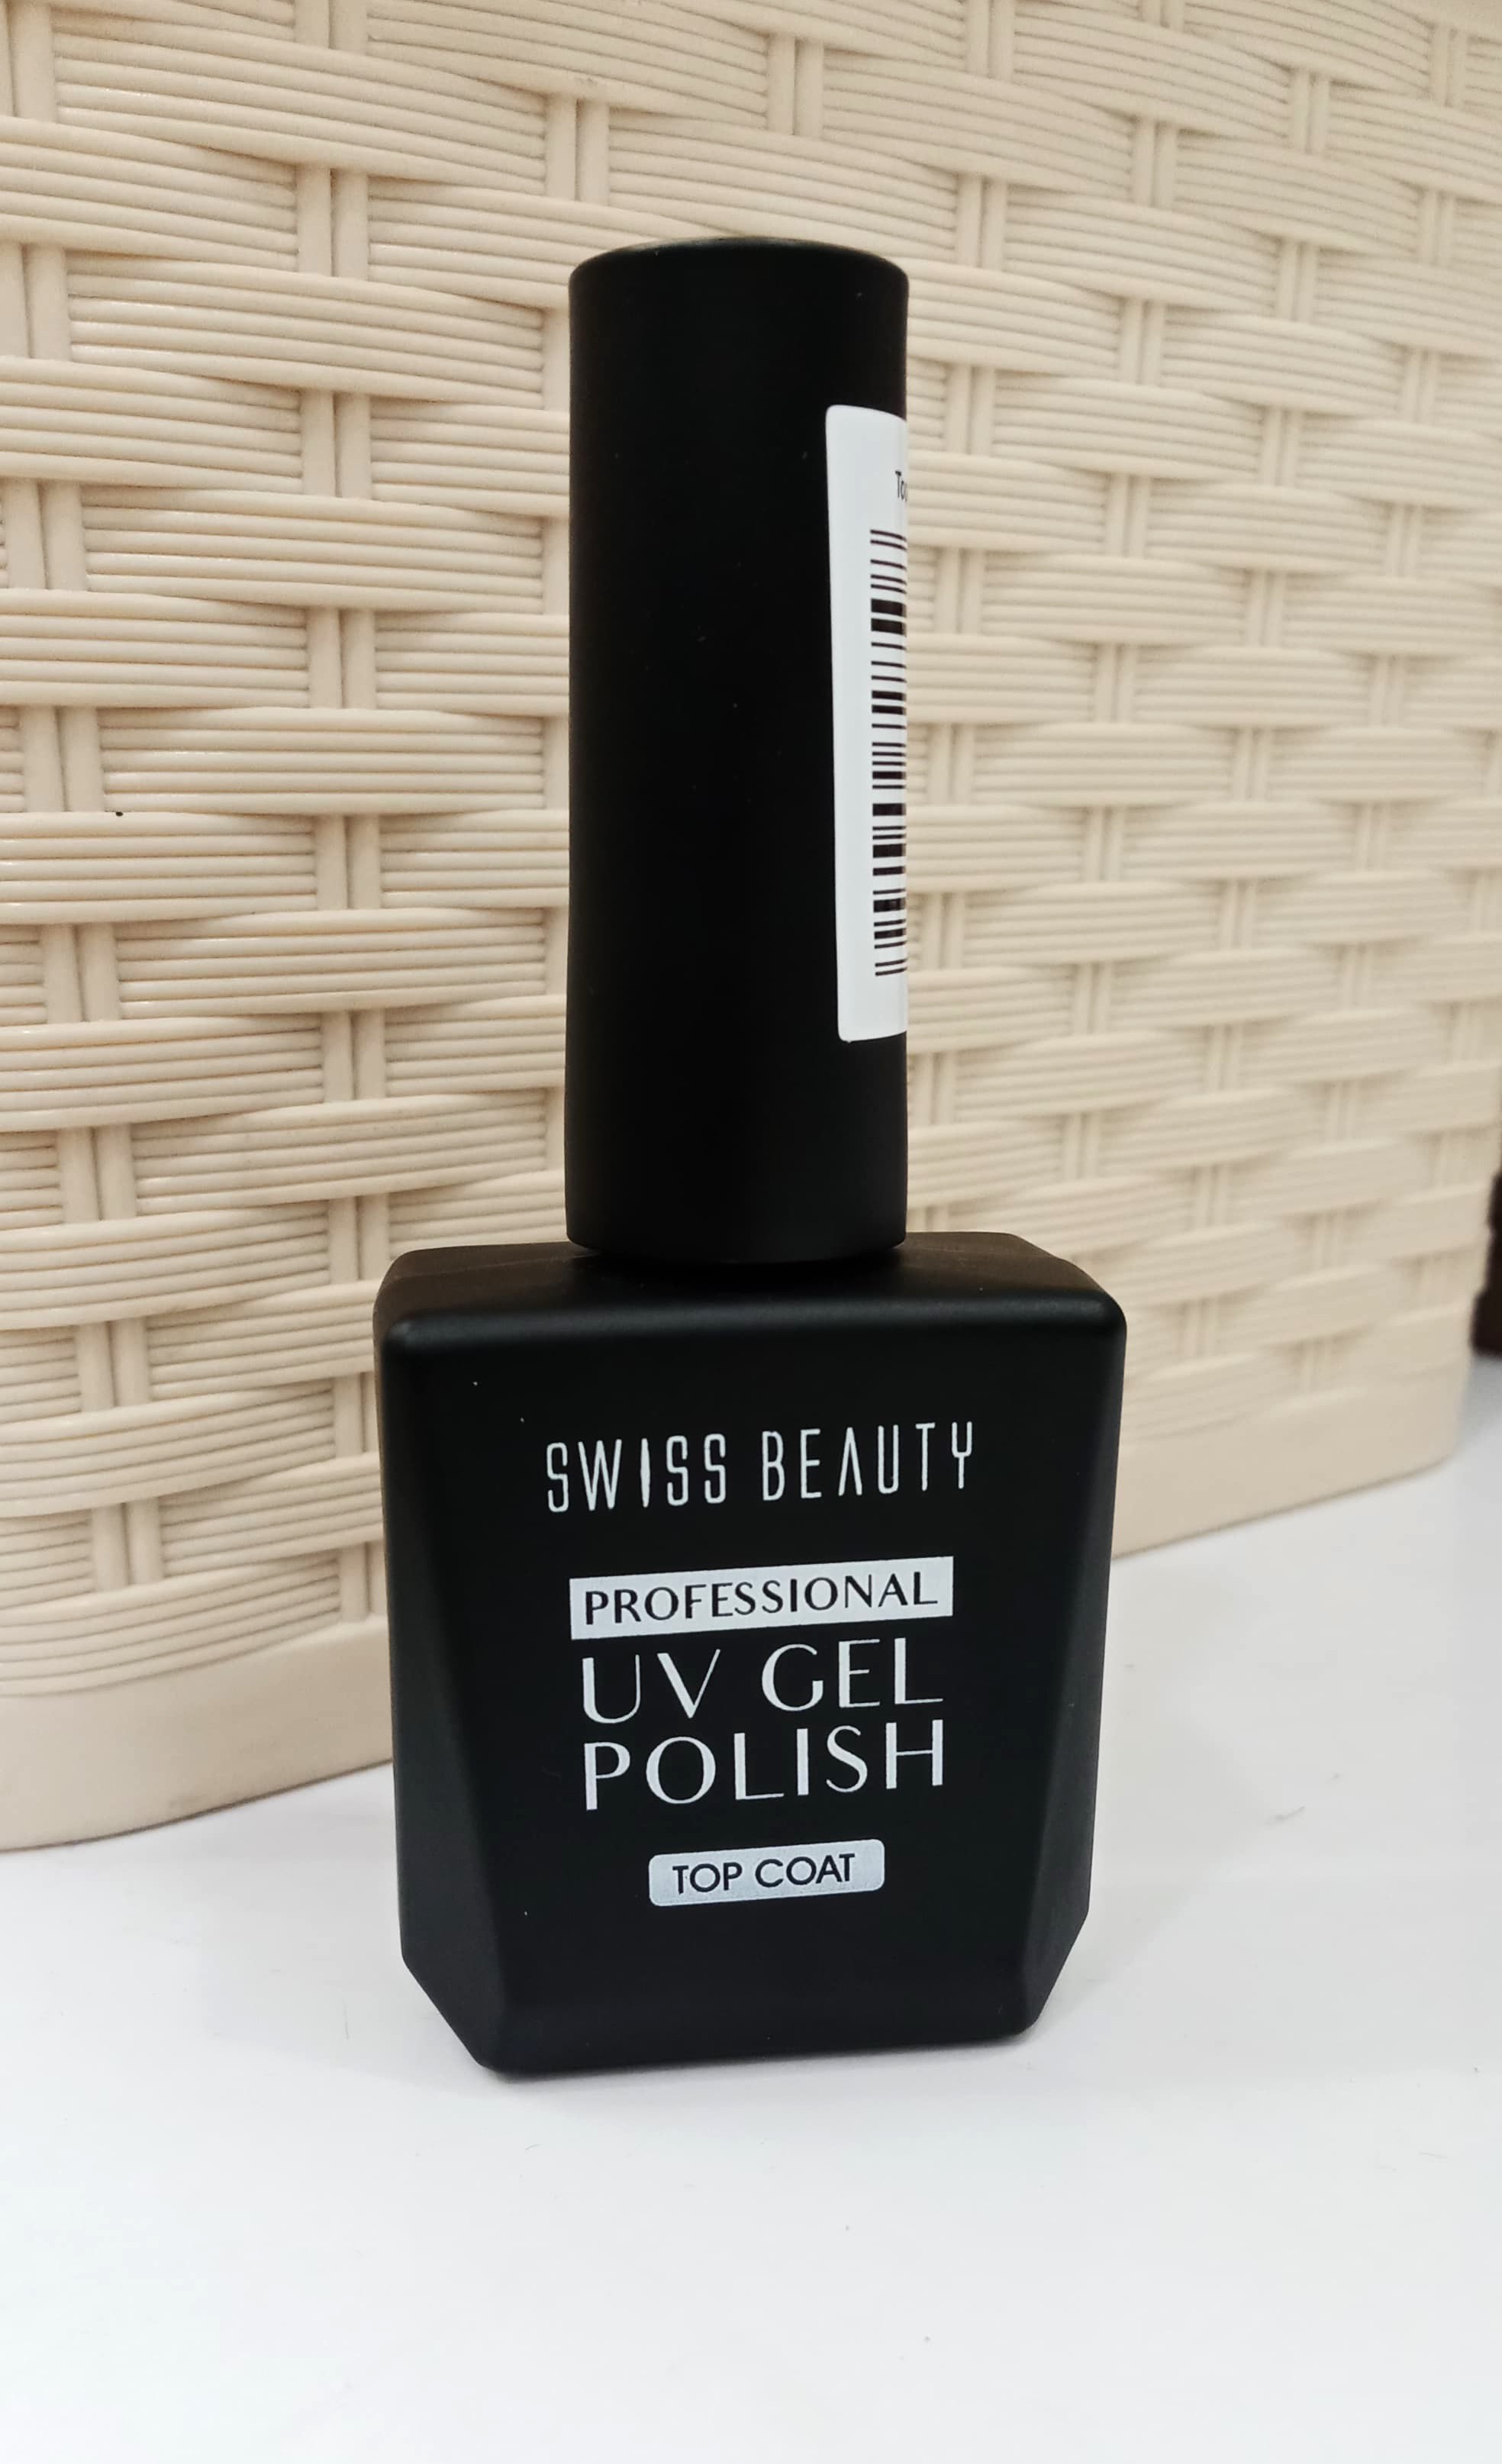 SWISS BEAUTY
PROFESSIONAL
UV GEL
POLISH
TOP COAT